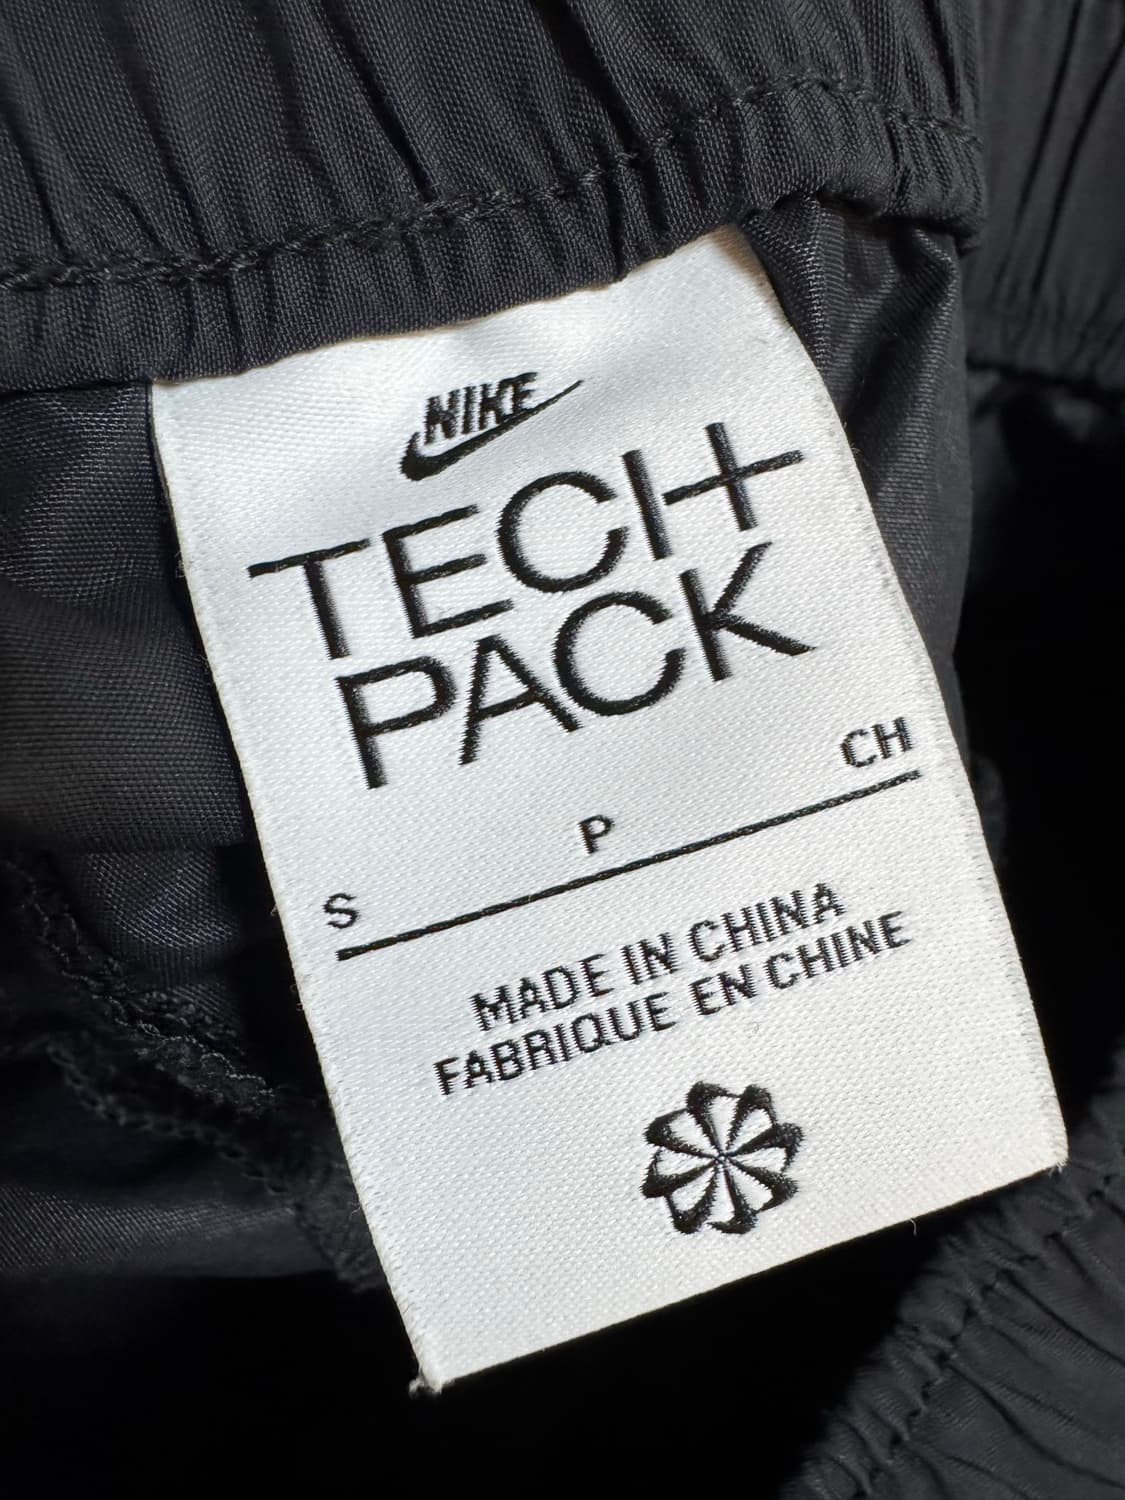 NIKE
TECH
PACK
S P CH
MADE IN CHINA
FABRIQUE EN CHINE